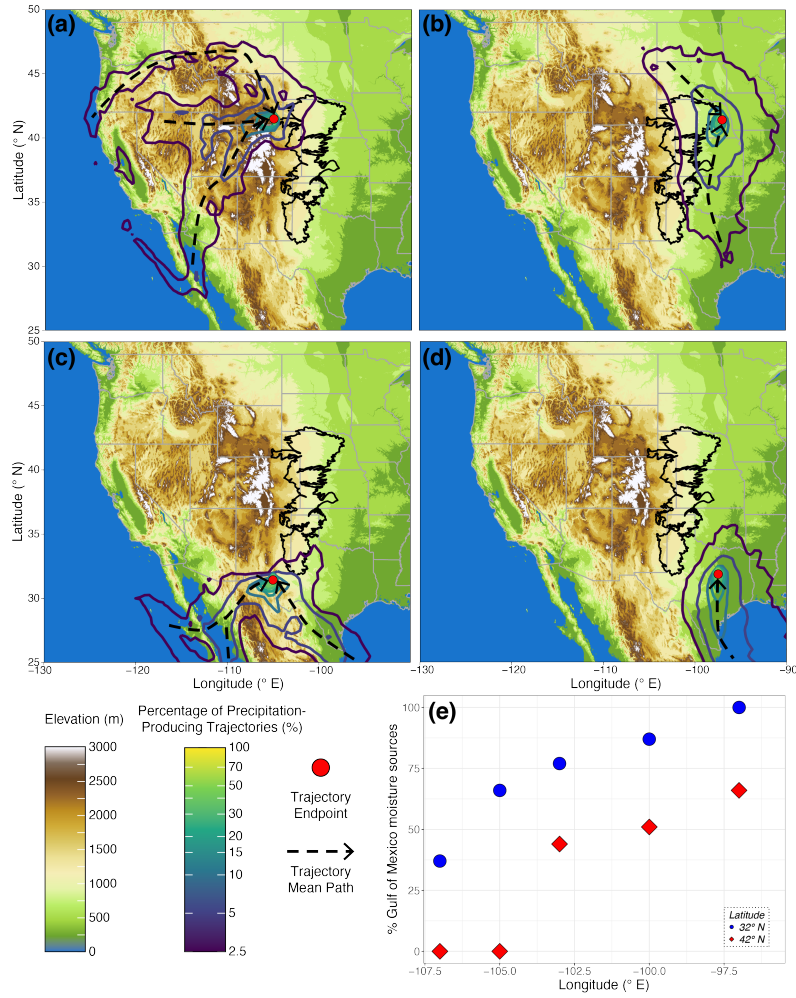 (a)
(b)
50
45
40
35
30
25
Latitude (° N)
(c)
(d)
50
45
40
35
30
25
Latitude (° N)
−130
−120
−110
−100
−130
−120
−110
−100
−90
Longitude (° E)
Longitude (° E)
Elevation (m)
3000
2500
2000
1500
1000
500
0
Percentage of Precipitation-
Producing Trajectories (%)
100
70
50
30
20
15
10
5
2.5
Trajectory
Endpoint
Trajectory
Mean Path
(e)
% Gulf of Mexico moisture sources
100
75
50
25
0
−107.5
−105.0
−102.5
−100.0
−97.5
Longitude (° E)
Latitude
32° N
42° N